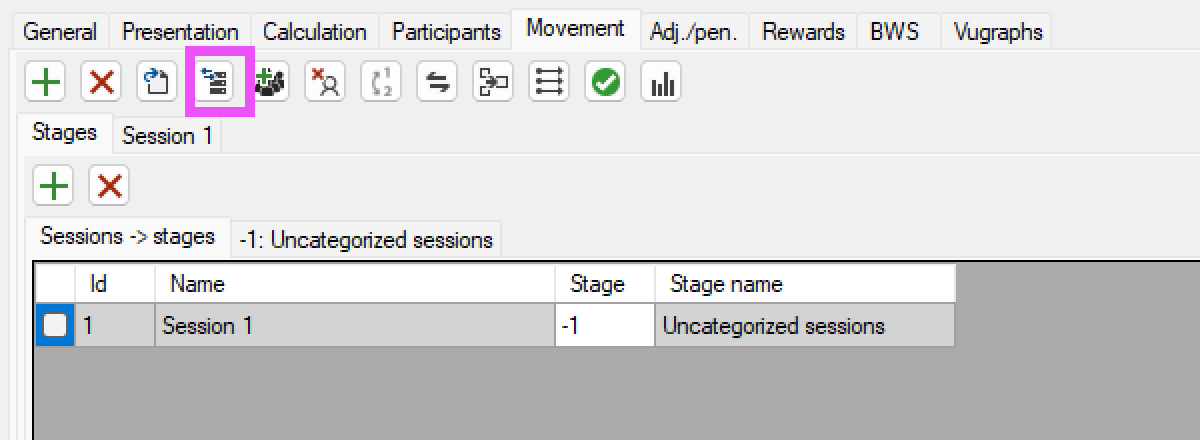 General Presentation Calculation Participants Movement Adj./pen. Rewards BWS Vugraphs
Stages Session 1
Sessions -> stages -1: Uncategorized sessions
Id Name Stage Stage name
1 Session 1 -1 Uncategorized sessions